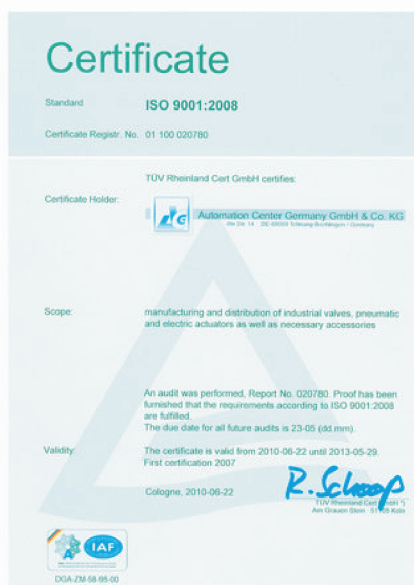 Certificate
Standard ISO 9001:2008
Certificate Registr. No. 01 100 020780
TÜV Rheinland Cert GmbH certifies:
Certificate Holder:
Automation Center Germany GmbH & Co. KG
Germany
Scope: manufacturing and distribution of industrial valves, pneumatic
and electric actuators as well as necessary accessories
An audit was performed, Report No. 020780. Proof has been
furnished that the requirements according to ISO 9001:2008
are fulfilled.
The due date for all future audits is 23-05 (dd.mm).
Validity: The certificate is valid from 2010-06-22 until 2013-05-29.
First certification 2007
Cologne, 2010-06-22
R. Schoop
TÜV Rheinland Cert GmbH
Am Grauen Stein 51105 Köln
IAF
DGA-ZM-58-95-00